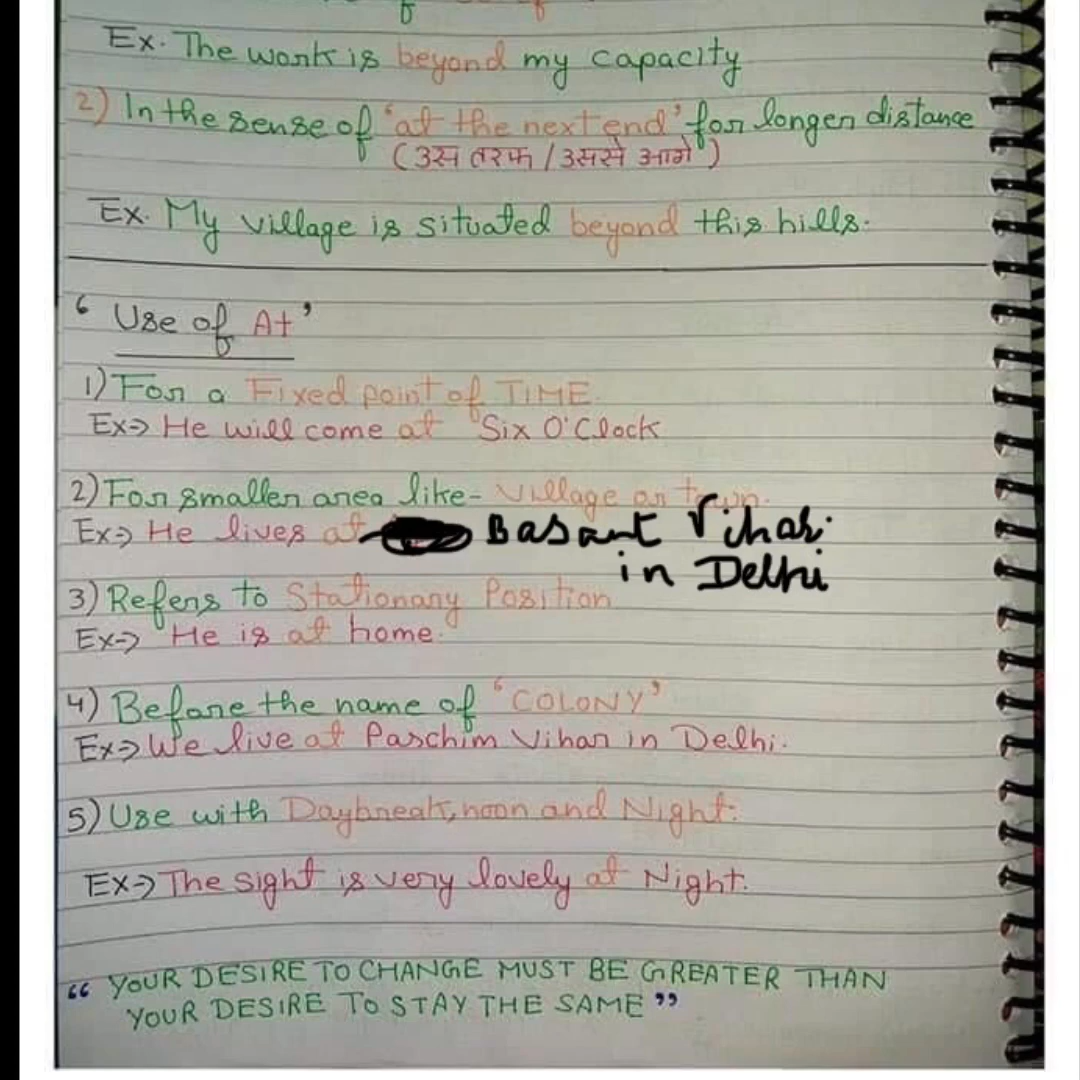 Ex. The work is beyond my capacity
2) In the sense of 'at the next end' for longer distance
(उस तरफ / उससे आगे)
Ex. My village is situated beyond this hills.
'Use of At'
1) For a Fixed point of TIME.
Ex→ He will come at Six O'Clock
2) For smaller area like- village or town.
Ex→ He lives at Basant Vihar
in Delhi
3) Refers to Stationary Position
Ex→ He is at home.
4) Before the name of 'COLONY'
Ex→ We live at Paschim Vihar in Delhi.
5) Use with Daybreak, noon and Night.
Ex→ The sight is very lovely at Night.
"YOUR DESIRE TO CHANGE MUST BE GREATER THAN
YOUR DESIRE TO STAY THE SAME"